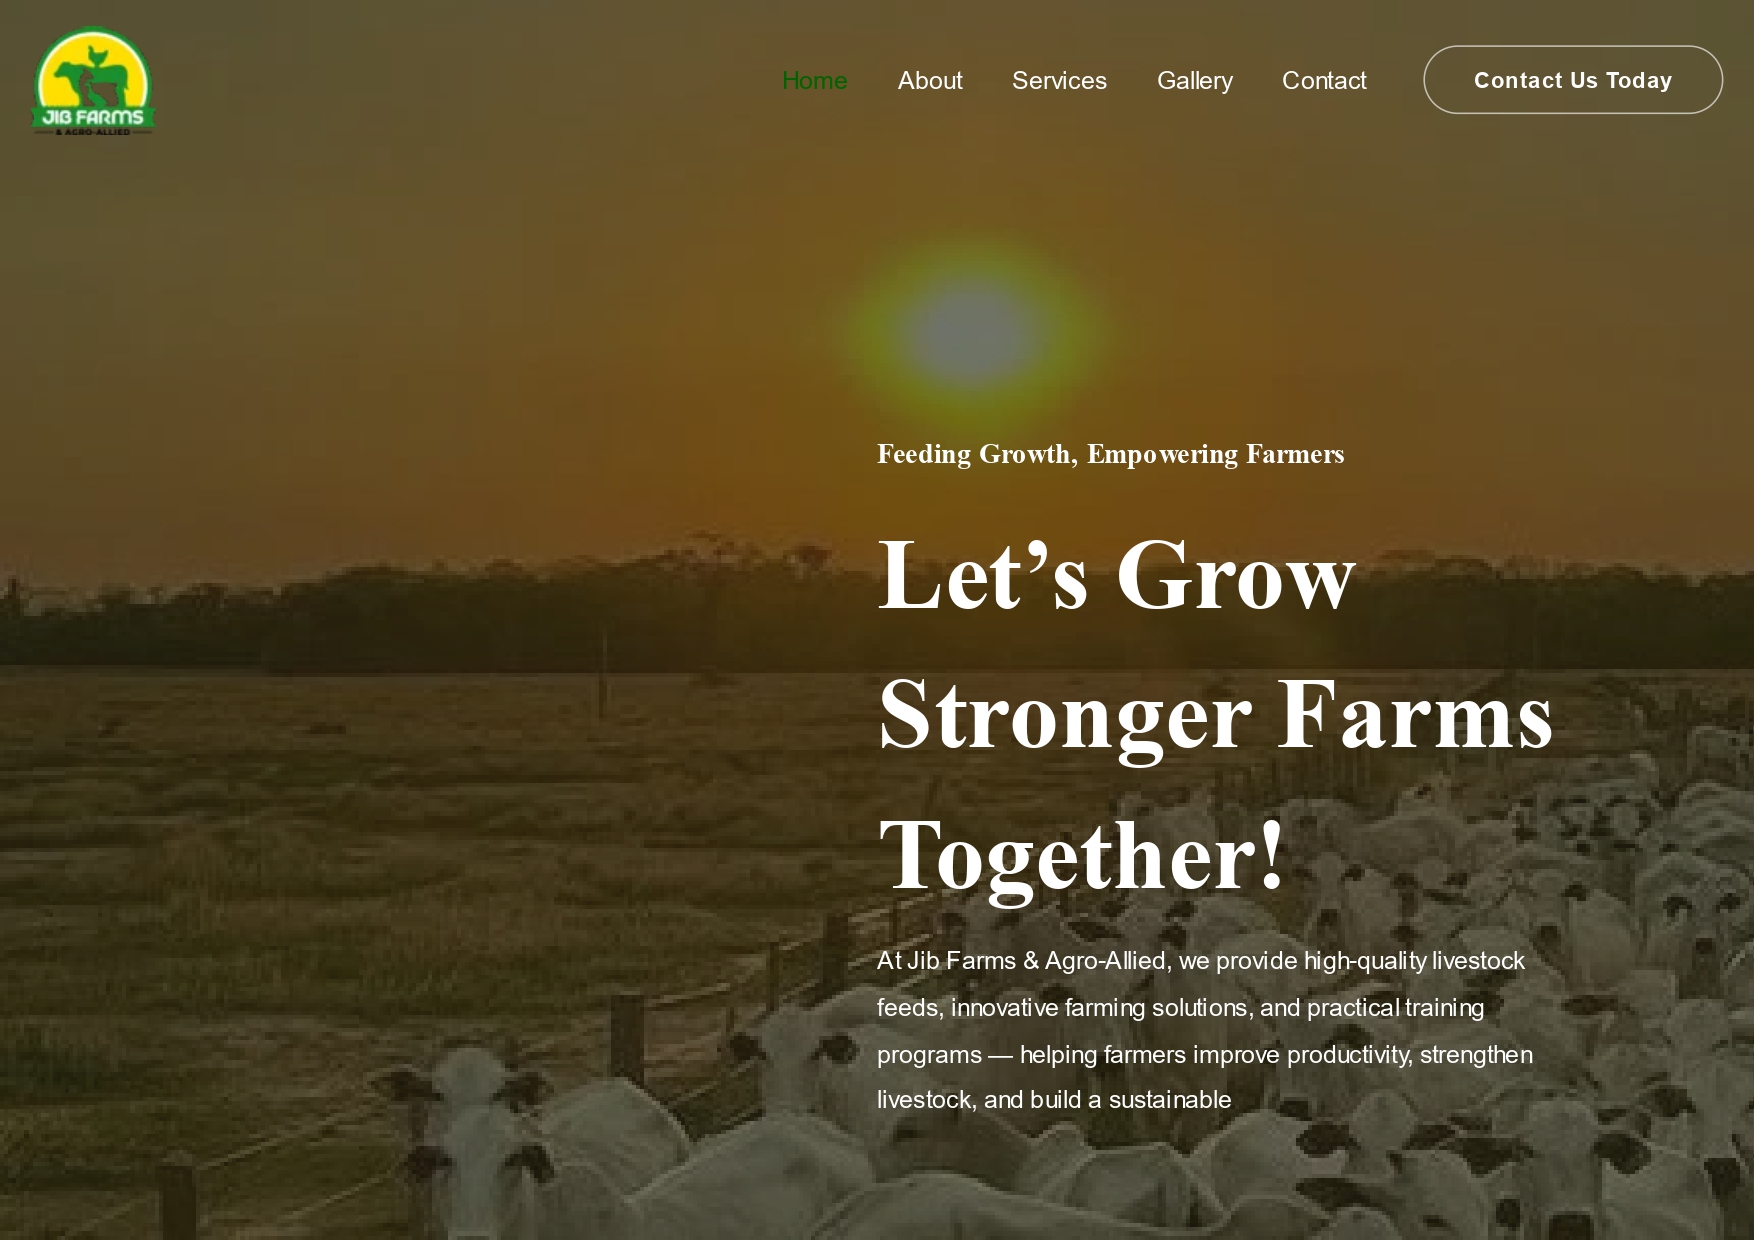 JIB FARMS
& AGRO-ALLIED
Home About Services Gallery Contact Contact Us Today
Feeding Growth, Empowering Farmers
Let’s Grow
Stronger Farms
Together!
At Jib Farms & Agro-Allied, we provide high-quality livestock
feeds, innovative farming solutions, and practical training
programs — helping farmers improve productivity, strengthen
livestock, and build a sustainable